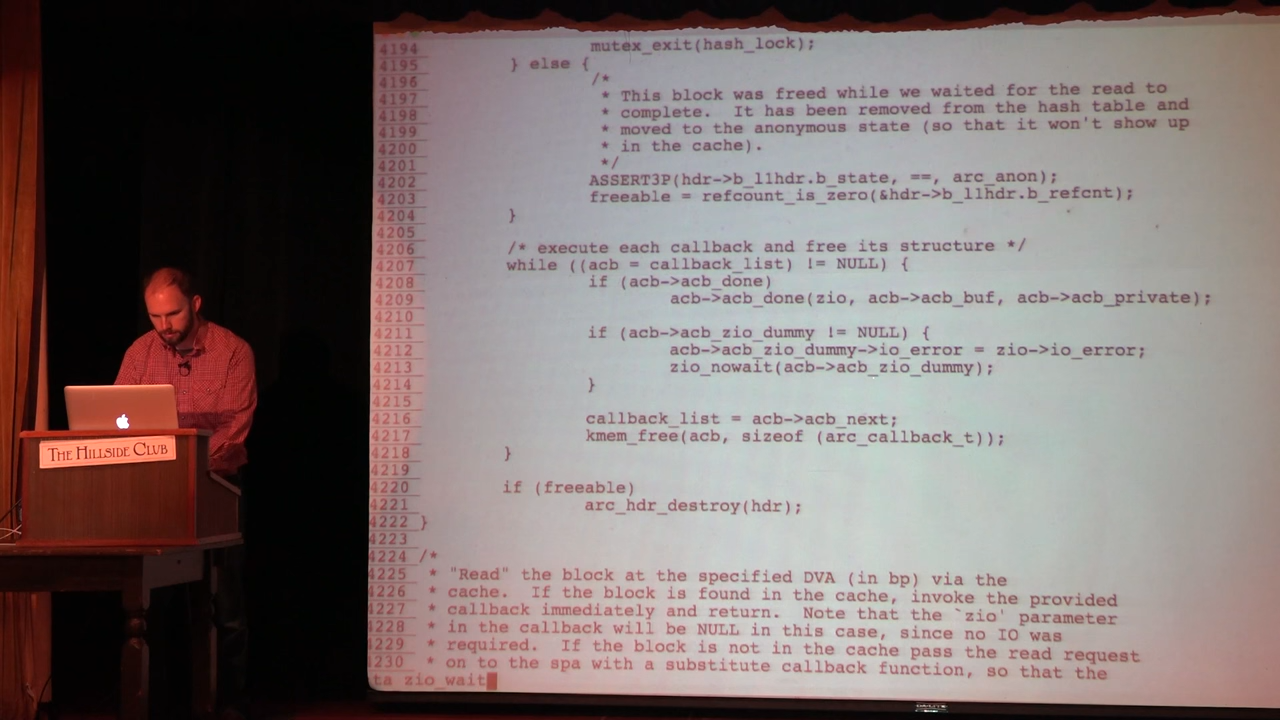 4194 mutex_exit(hash_lock);
4195 } else {
4196 /*
4197 * This block was freed while we waited for the read to
4198 * complete. It has been removed from the hash table and
4199 * moved to the anonymous state (so that it won't show up
4200 * in the cache).
4201 */
4202 ASSERT3P(hdr->b_l1hdr.b_state, ==, arc_anon);
4203 freeable = refcount_is_zero(&hdr->b_l1hdr.b_refcnt);
4204 }
4205
4206 /* execute each callback and free its structure */
4207 while ((acb = callback_list) != NULL) {
4208 if (acb->acb_done)
4209 acb->acb_done(zio, acb->acb_buf, acb->acb_private);
4210
4211 if (acb->acb_zio_dummy != NULL) {
4212 acb->acb_zio_dummy->io_error = zio->io_error;
4213 zio_nowait(acb->acb_zio_dummy);
4214 }
4215
4216 callback_list = acb->acb_next;
4217 kmem_free(acb, sizeof (arc_callback_t));
4218 }
4219
4220 if (freeable)
4221 arc_hdr_destroy(hdr);
4222 }
4223
4224 /*
4225 * "Read" the block at the specified DVA (in bp) via the
4226 * cache. If the block is found in the cache, invoke the provided
4227 * callback immediately and return. Note that the `zio' parameter
4228 * in the callback will be NULL in this case, since no IO was
4229 * required. If the block is not in the cache pass the read request
4230 * on to the spa with a substitute callback function, so that the
ta zio_wait
THE HILLSIDE CLUB